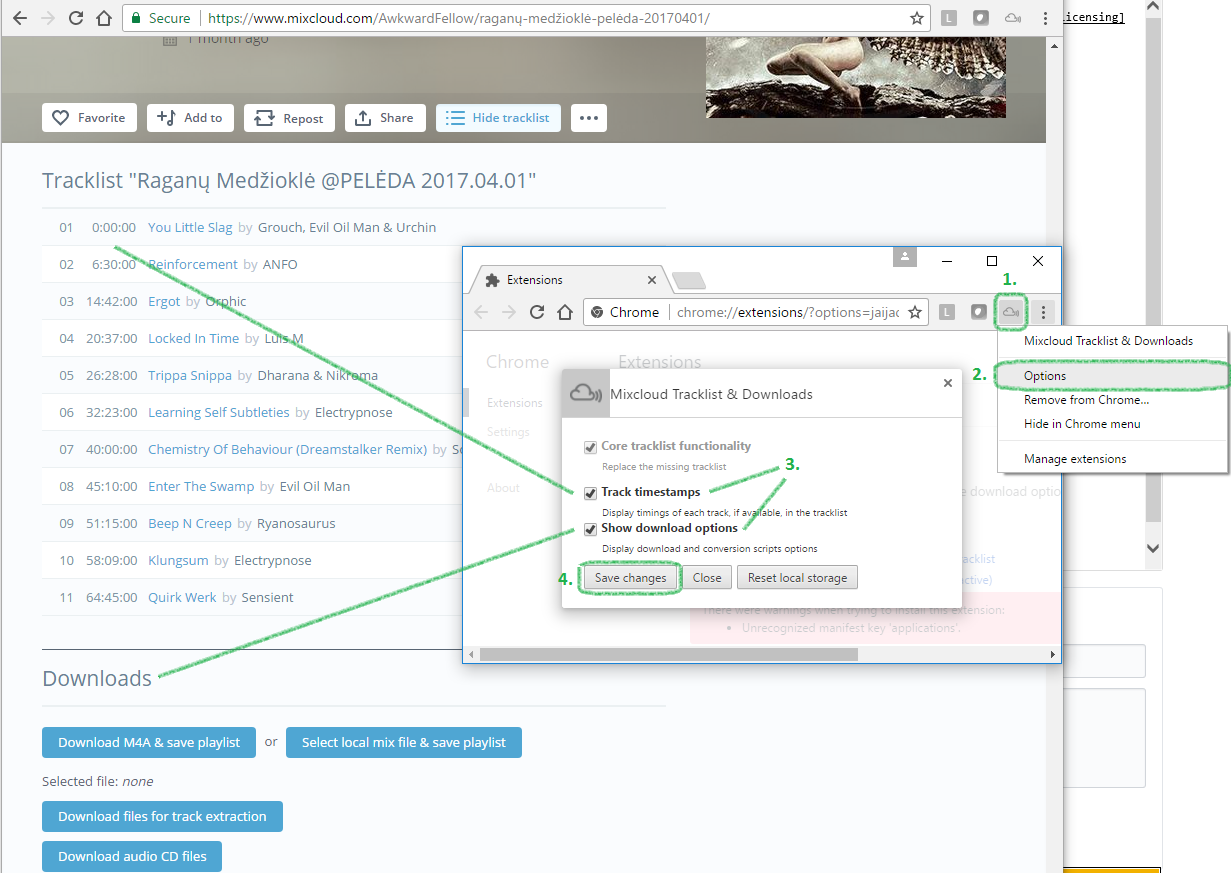 Secure https://www.mixcloud.com/AwkwardFellow/raganų-medžioklė-pelėda-20170401/ L
icensing]
1 month ago
Favorite Add to Repost Share Hide tracklist
Tracklist "Raganų Medžioklė @PELĖDA 2017.04.01"
01 0:00:00 You Little Slag by Grouch, Evil Oil Man & Urchin
02 6:30:00 Reinforcement by ANFO
03 14:42:00 Ergot by Orphic
04 20:37:00 Locked In Time by Luis M
05 26:28:00 Trippa Snippa by Dharana & Nikroma
06 32:23:00 Learning Self Subtleties by Electrypnose
07 40:00:00 Chemistry Of Behaviour (Dreamstalker Remix) by
08 45:10:00 Enter The Swamp by Evil Oil Man
09 51:15:00 Beep N Creep by Ryanosaurus
10 58:09:00 Klungsum by Electrypnose
11 64:45:00 Quirk Werk by Sensient
Downloads
Download M4A & save playlist or Select local mix file & save playlist
Selected file: none
Download files for track extraction
Download audio CD files
Extensions
1.
Chrome chrome://extensions/?options=jaijac L
Mixcloud Tracklist & Downloads
2. Options
Remove from Chrome...
Hide in Chrome menu
Manage extensions
Chrome Extensions
Extensions
Settings
About
Mixcloud Tracklist & Downloads
Core tracklist functionality
Replace the missing tracklist
3.
Track timestamps
Display timings of each track, if available, in the tracklist
Show download options
Display download and conversion scripts options
4. Save changes Close Reset local storage
e download optio
acklist
ctive)
There were warnings when trying to install this extension:
Unrecognized manifest key 'applications'.